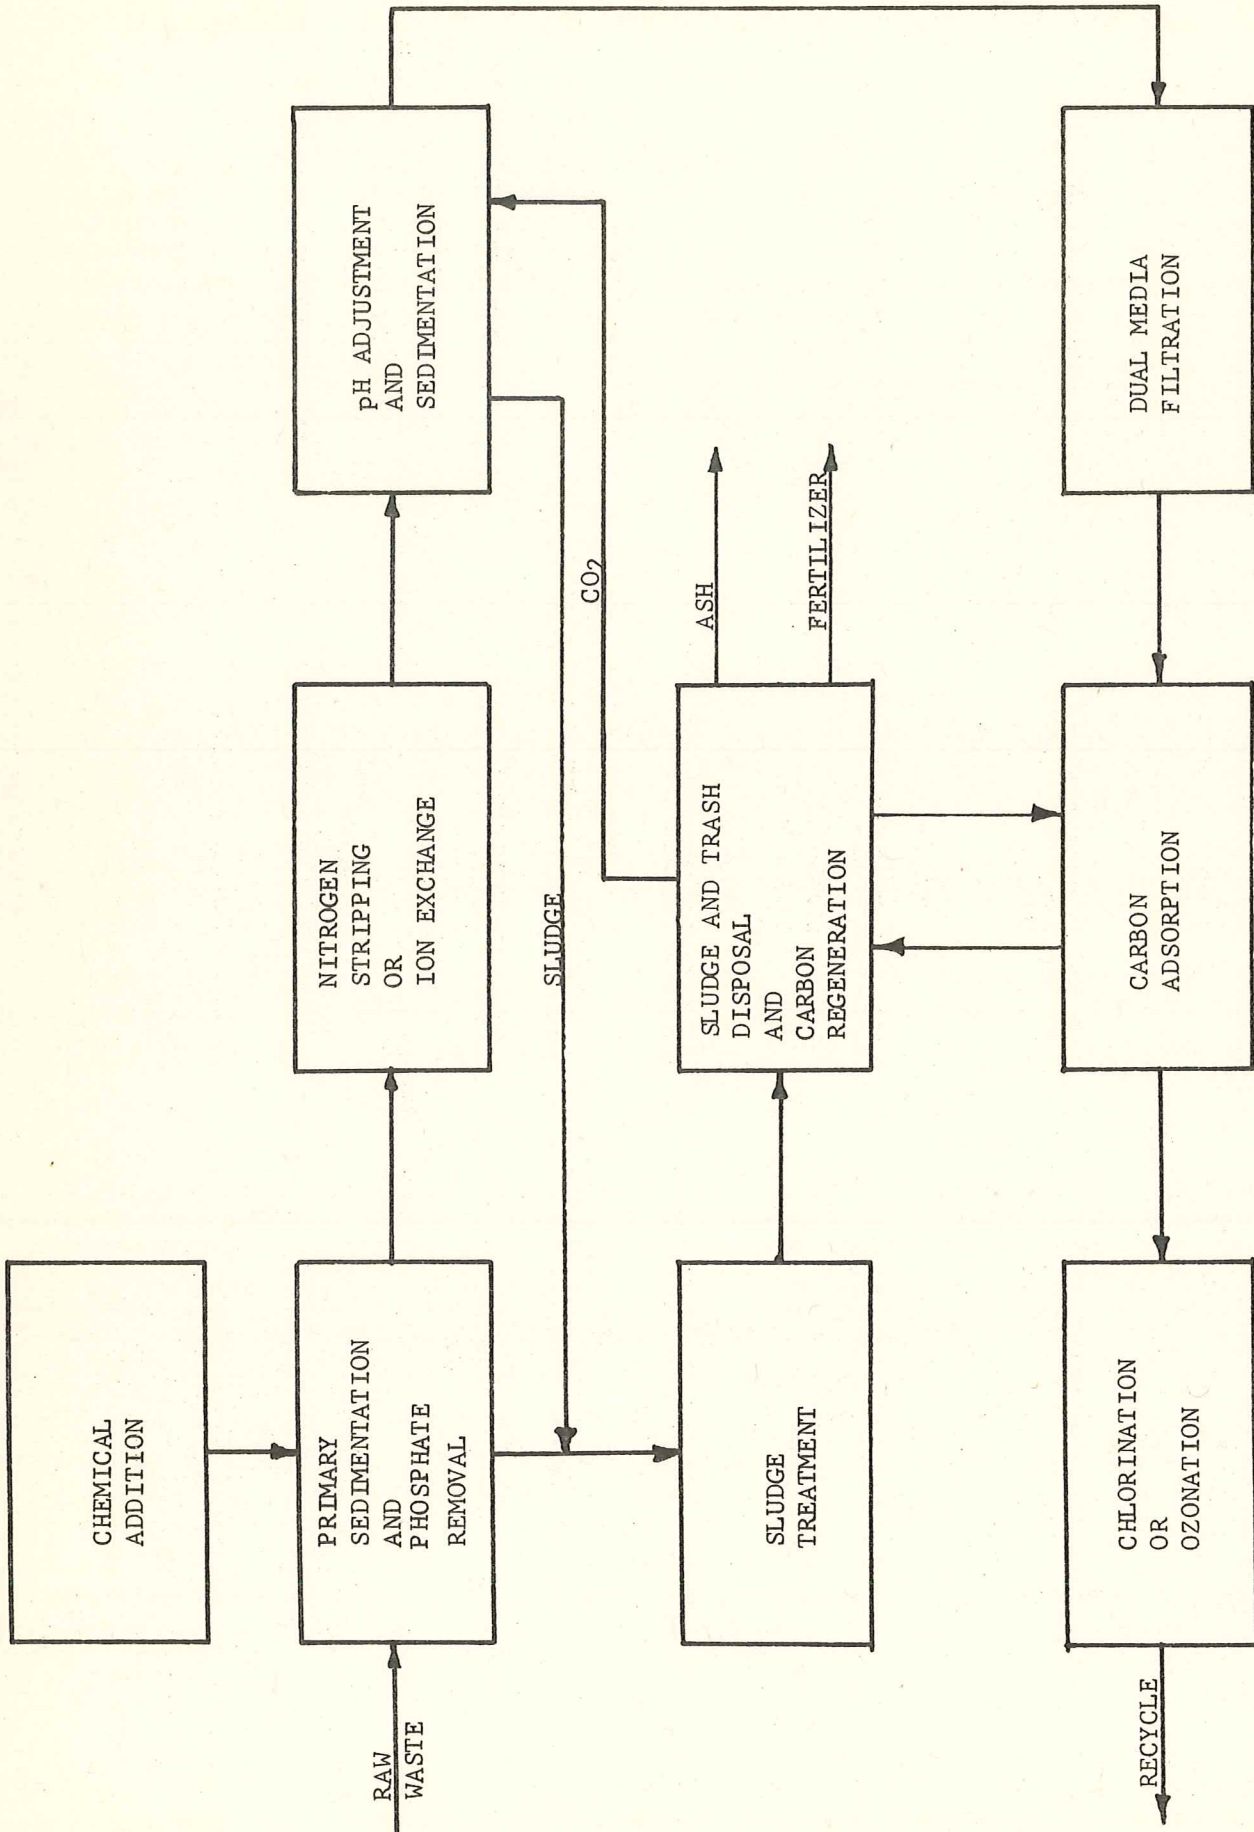 CHEMICAL
ADDITION
RAW
WASTE
PRIMARY
SEDIMENTATION
AND
PHOSPHATE
REMOVAL
NITROGEN
STRIPPING
OR
ION EXCHANGE
pH ADJUSTMENT
AND
SEDIMENTATION
SLUDGE
CO2
SLUDGE
TREATMENT
SLUDGE AND TRASH
DISPOSAL
AND
CARBON
REGENERATION
ASH
FERTILIZER
RECYCLE
CHLORINATION
OR
OZONATION
CARBON
ADSORPTION
DUAL MEDIA
FILTRATION